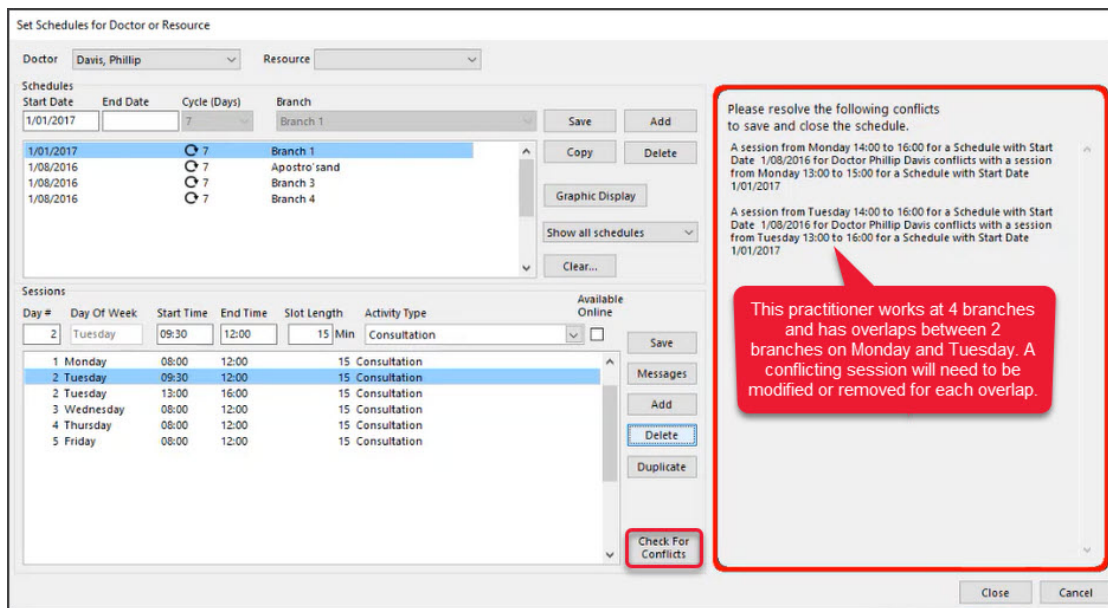 Set Schedules for Doctor or Resource
Doctor Davis, Phillip Resource
Schedules
Start Date End Date Cycle (Days) Branch
1/01/2017 7 Branch 1 Save Add
1/01/2017 7 Branch 1
1/08/2016 7 Apostro'sand
1/08/2016 7 Branch 3
1/08/2016 7 Branch 4
Copy Delete
Graphic Display
Show all schedules
Clear...
Sessions
Day # Day Of Week Start Time End Time Slot Length Activity Type Available Online
2 Tuesday 09:30 12:00 15 Min Consultation
1 Monday 08:00 12:00 15 Consultation
2 Tuesday 09:30 12:00 15 Consultation
2 Tuesday 13:00 16:00 15 Consultation
3 Wednesday 08:00 12:00 15 Consultation
4 Thursday 08:00 12:00 15 Consultation
5 Friday 08:00 12:00 15 Consultation
Save
Messages
Add
Delete
Duplicate
Check For
Conflicts
Please resolve the following conflicts
to save and close the schedule.
A session from Monday 14:00 to 16:00 for a Schedule with Start
Date 1/08/2016 for Doctor Phillip Davis conflicts with a session
from Monday 13:00 to 15:00 for a Schedule with Start Date
1/01/2017
A session from Tuesday 14:00 to 16:00 for a Schedule with Start
Date 1/08/2016 for Doctor Phillip Davis conflicts with a session
from Tuesday 13:00 to 16:00 for a Schedule with Start Date
1/01/2017
This practitioner works at 4 branches
and has overlaps between 2
branches on Monday and Tuesday. A
conflicting session will need to be
modified or removed for each overlap.
Close Cancel